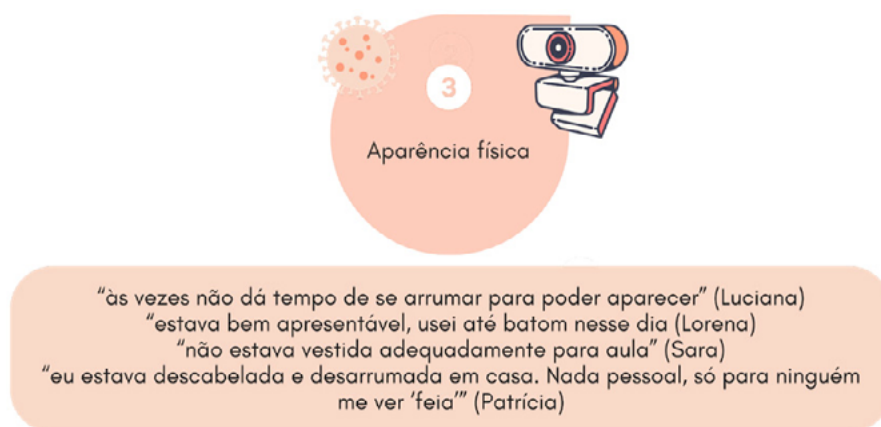 3
Aparência física
“às vezes não dá tempo de se arrumar para poder aparecer” (Luciana)
“estava bem apresentável, usei até batom nesse dia (Lorena)
“não estava vestida adequadamente para aula” (Sara)
“eu estava descabelada e desarrumada em casa. Nada pessoal, só para ninguém
me ver ‘feia’” (Patrícia)